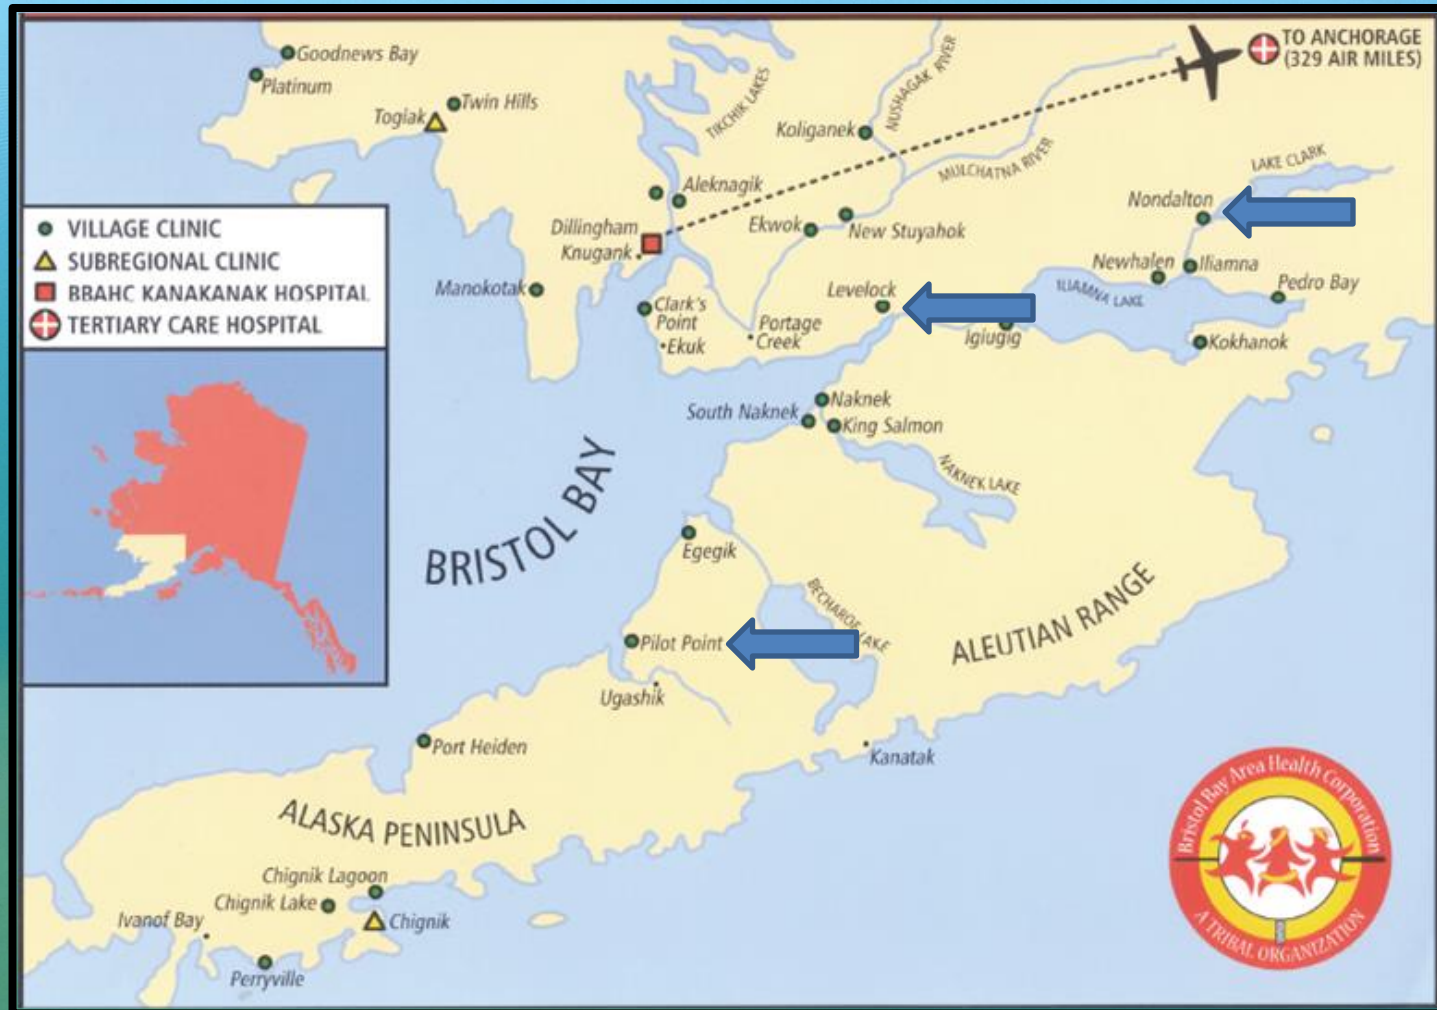 TO ANCHORAGE
(329 AIR MILES)
Goodnews Bay
Platinum
Togiak
Twin Hills
TIKCHIK LAKES
NUSHAGAK RIVER
Koliganek
MULCHATNA RIVER
LAKE CLARK
Aleknagik
Nondalton
Dillingham
Knugank
Ekwok
New Stuyahok
Newhalen
Iliamna
Manokotak
Levelock
ILIAMNA LAKE
Pedro Bay
Clark's
Point
Ekuk
Portage
Creek
Igiugig
Kokhanok
VILLAGE CLINIC
SUBREGIONAL CLINIC
BBAHC KANAKANAK HOSPITAL
TERTIARY CARE HOSPITAL
South Naknek
Naknek
King Salmon
NAKNEK LAKE
BRISTOL BAY
Egegik
BECHAROF LAKE
ALEUTIAN RANGE
Pilot Point
Ugashik
Port Heiden
Kanatak
ALASKA PENINSULA
Chignik Lagoon
Chignik Lake
Ivanof Bay
Chignik
Perryville
Bristol Bay Area Health Corporation
A TRIBAL ORGANIZATION